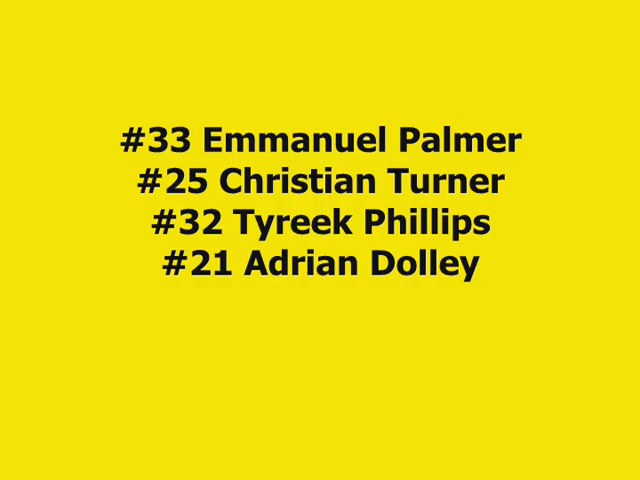 #33 Emmanuel Palmer
#25 Christian Turner
#32 Tyreek Phillips
#21 Adrian Dolley